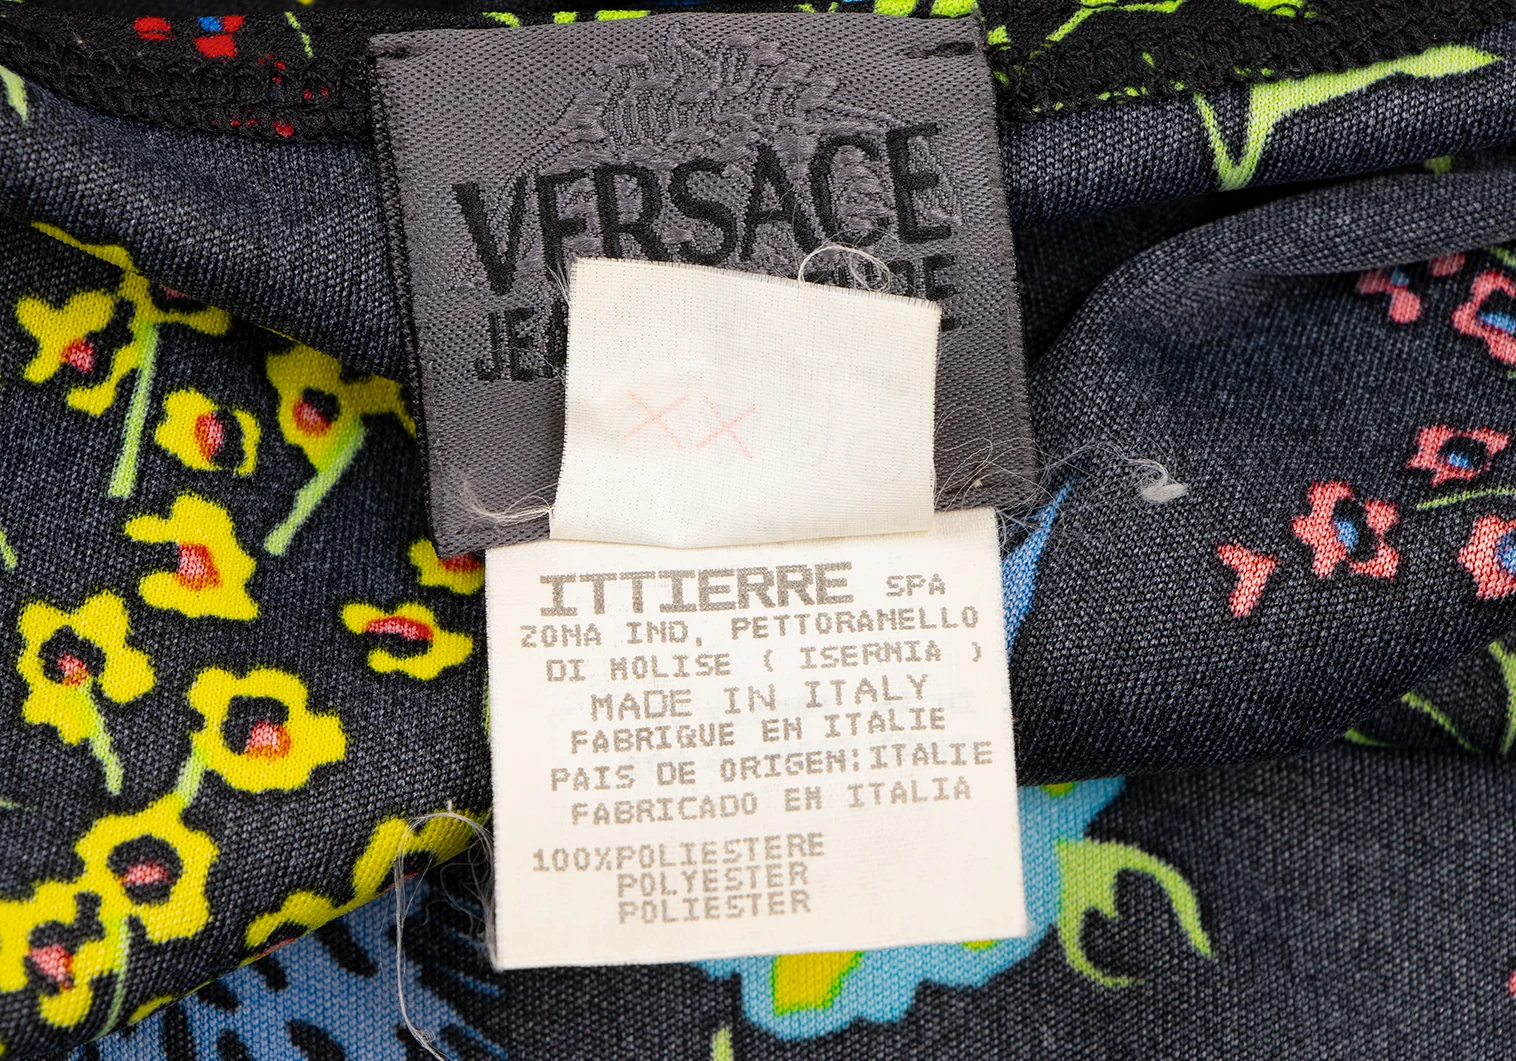 VERSACE
ITTIERRE SPA
ZONA IND. PETTORANELLO
DI MOLISE ( ISERNIA )
MADE IN ITALY
FABRIQUE EN ITALIE
PAIS DE ORIGEN:ITALIE
FABRICADO EN ITALIA
100%POLIESTERE
POLYESTER
POLIESTER
XX